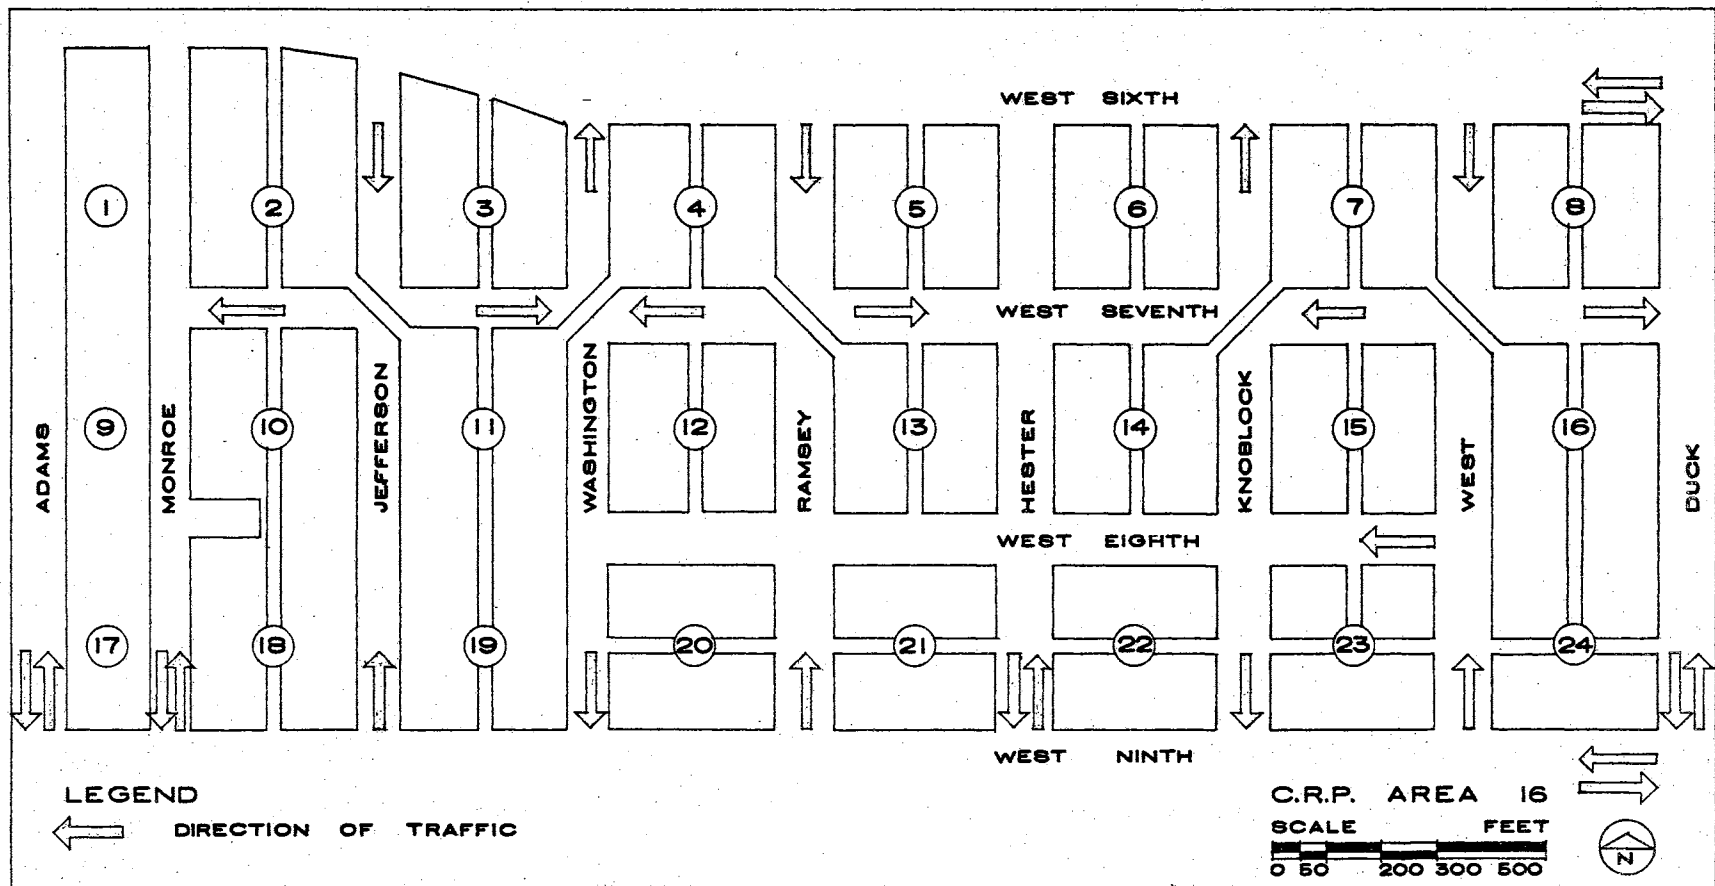 WEST SIXTH
1 2 3 4 5 6 7 8
WEST SEVENTH
ADAMS
MONROE
JEFFERSON
WASHINGTON
RAMSEY
HESTER
KNOBLOCK
WEST
DUCK
9 10 11 12 13 14 15 16
WEST EIGHTH
17 18 19 20 21 22 23 24
WEST NINTH
LEGEND
DIRECTION OF TRAFFIC
C.R.P. AREA 16
SCALE FEET
0 50 200 300 500
N